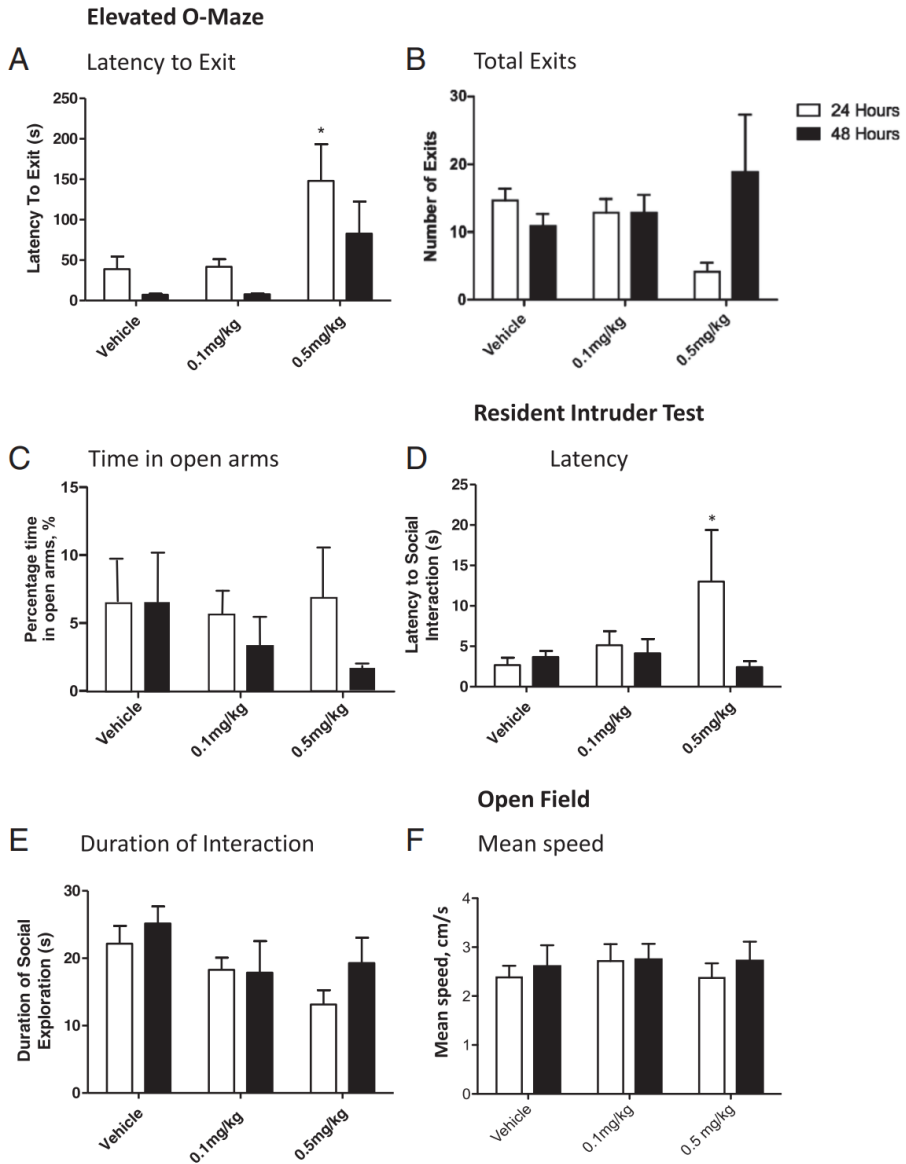 Elevated O-Maze
A Latency to Exit
250
200
150
100
50
0
Latency To Exit (s)
*
Vehicle
0.1mg/kg
0.5mg/kg
B Total Exits
30
20
10
0
Number of Exits
Vehicle
0.1mg/kg
0.5mg/kg
24 Hours
48 Hours
C Time in open arms
15
10
5
0
Percentage time
in open arms, %
Vehicle
0.1mg/kg
0.5mg/kg
Resident Intruder Test
D Latency
25
20
15
10
5
0
Latency to Social
Interaction (s)
*
Vehicle
0.1mg/kg
0.5mg/kg
E Duration of Interaction
30
20
10
0
Duration of Social
Exploration (s)
Vehicle
0.1mg/kg
0.5mg/kg
Open Field
F Mean speed
4
3
2
1
0
Mean speed, cm/s
Vehicle
0.1mg/kg
0.5 mg/kg